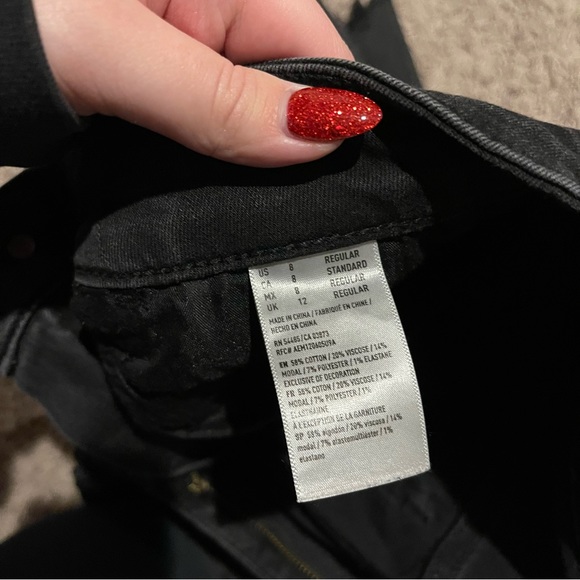 US 8 REGULAR
CA 8 STANDARD
MX 8 REGULAR
UK 12 REGULAR
MADE IN CHINA / FABRIQUÉ EN CHINE /
HECHO EN CHINA
RN 54485 / CA 03873
RFC# AEM120405U9A
EN 58% COTTON / 20% VISCOSE / 14%
MODAL / 7% POLYESTER / 1% ELASTANE
EXCLUSIVE OF DECORATION
FR 58% COTON / 20% VISCOSE / 14%
MODAL / 7% POLYESTER / 1%
ÉLASTHANNE
À L'EXCEPTION DE LA GARNITURE
SP 58% algodón / 20% viscosa / 14%
modal / 7% elastomultiéster / 1%
elastano